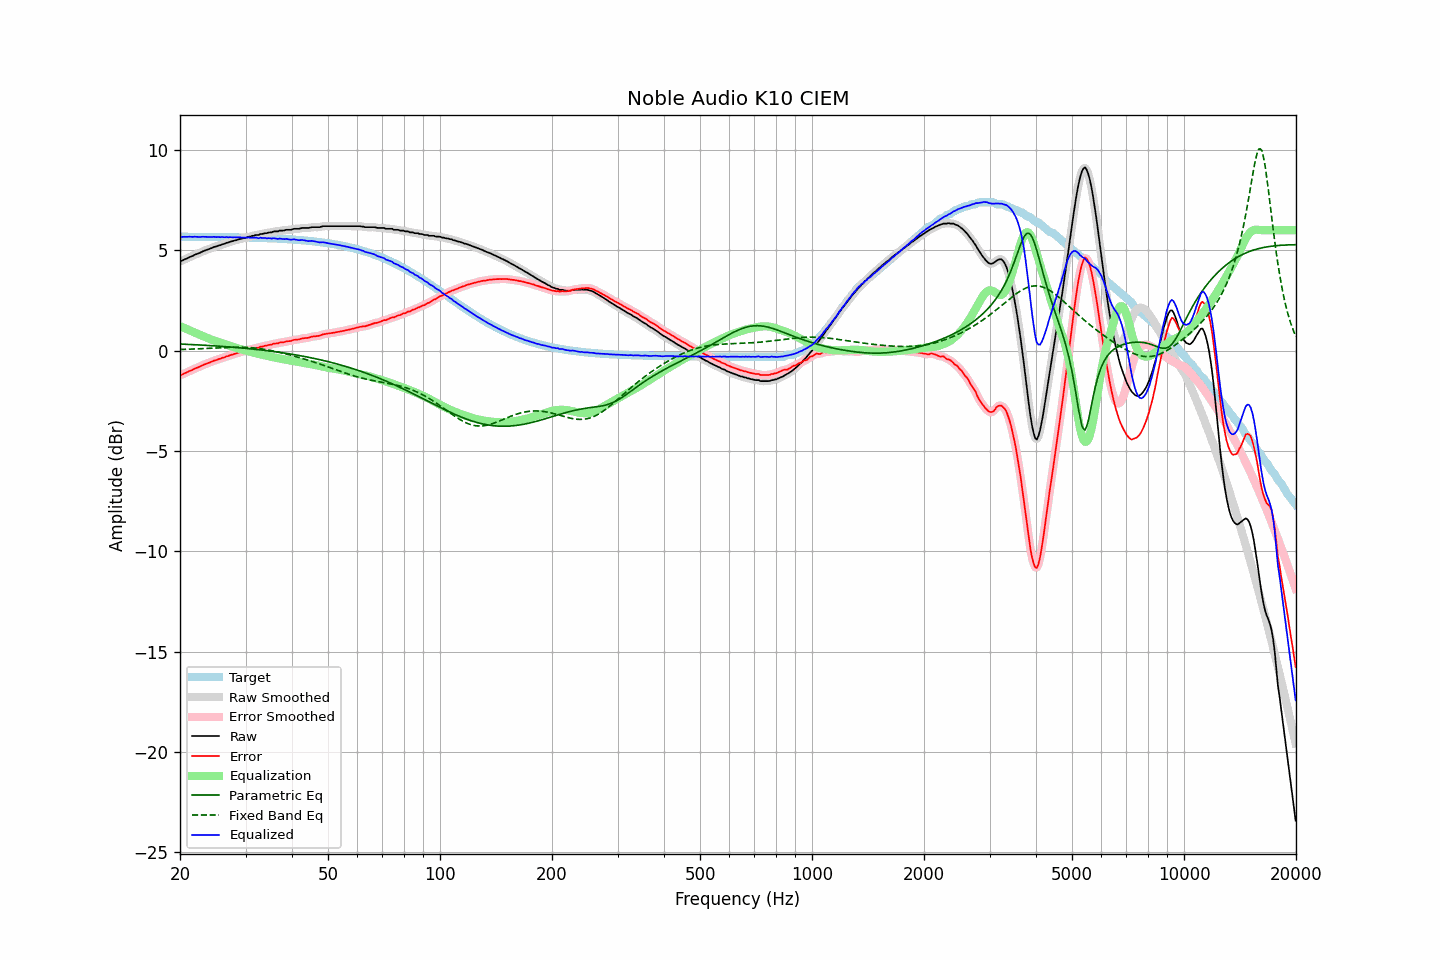 Noble Audio K10 CIEM
10
5
0
−5
−10
−15
−20
−25
Amplitude (dBr)
Target
Raw Smoothed
Error Smoothed
Raw
Error
Equalization
Parametric Eq
Fixed Band Eq
Equalized
20 50 100 200 500 1000 2000 5000 10000 20000
Frequency (Hz)